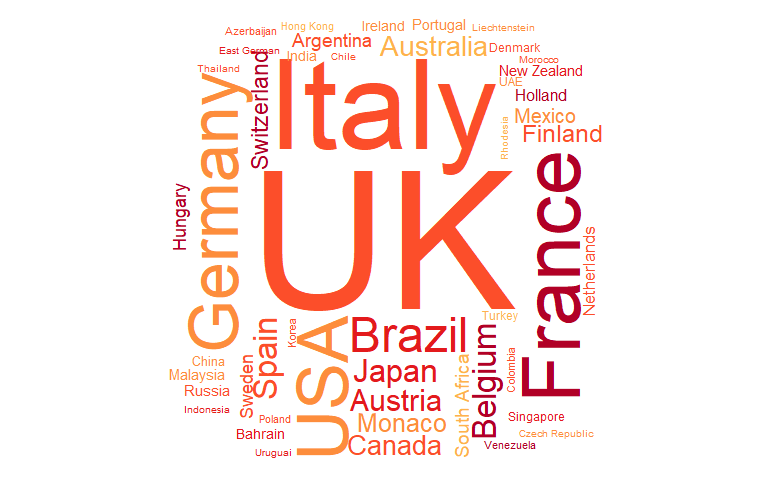 Hong Kong
Azerbaijan
Ireland
Portugal
Liechtenstein
Argentina
Australia
Denmark
East German
India
Chile
Morocco
Thailand
Switzerland
Italy
New Zealand
UAE
Holland
Germany
Mexico
Rhodesia
Finland
UK
Hungary
France
Netherlands
Turkey
Korea
Brazil
Spain
USA
Belgium
China
Malaysia
Sweden
Japan
South Africa
Colombia
Russia
Austria
Indonesia
Poland
Monaco
Singapore
Bahrain
Canada
Czech Republic
Venezuela
Uruguai